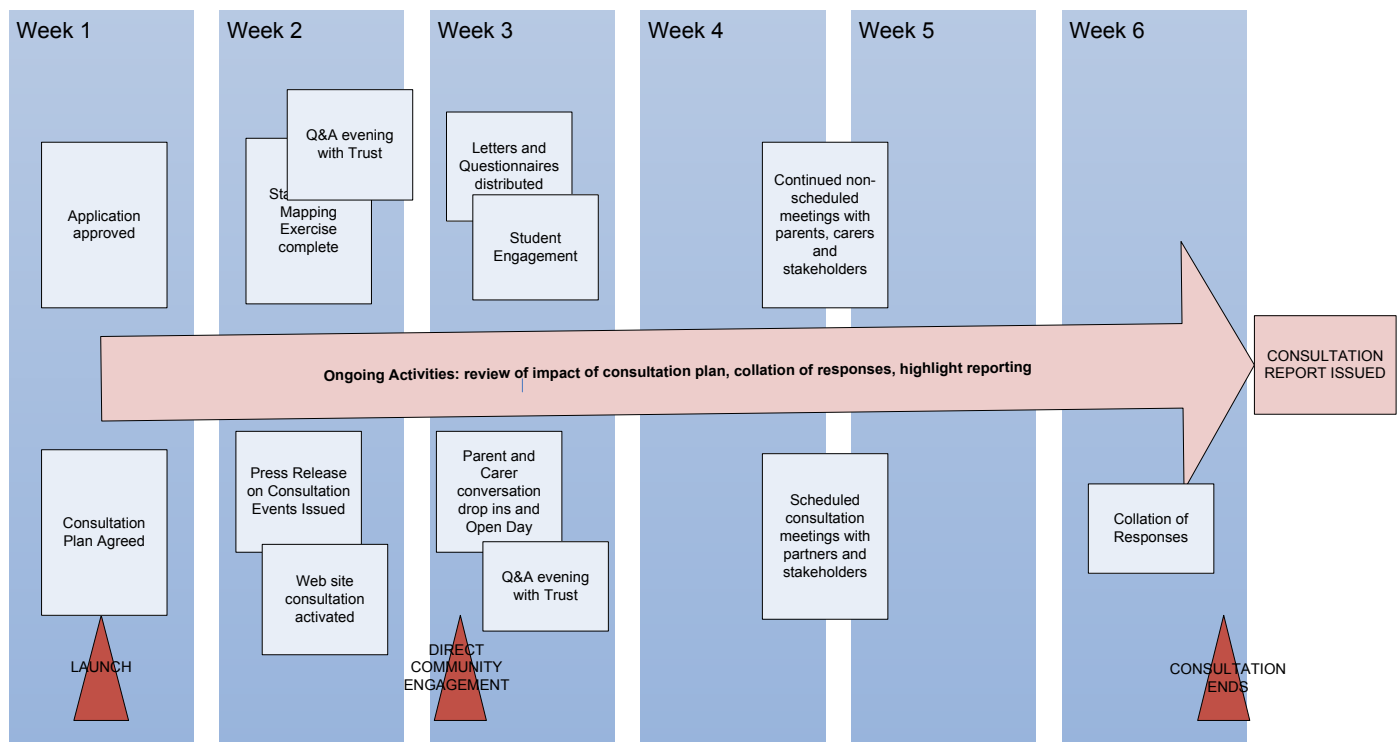 Week 1
Week 2
Week 3
Week 4
Week 5
Week 6
Application
approved
Q&A evening
with Trust
Mapping
Exercise
complete
Letters and
Questionnaires
distributed
Student
Engagement
Continued non-
scheduled
meetings with
parents, carers
and
stakeholders
Ongoing Activities: review of impact of consultation plan, collation of responses, highlight reporting
CONSULTATION
REPORT ISSUED
Consultation
Plan Agreed
Press Release
on Consultation
Events Issued
Web site
consultation
activated
Parent and
Carer
conversation
drop ins and
Open Day
Q&A evening
with Trust
Scheduled
consultation
meetings with
partners and
stakeholders
Collation of
Responses
LAUNCH
DIRECT
COMMUNITY
ENGAGEMENT
CONSULTATION
ENDS